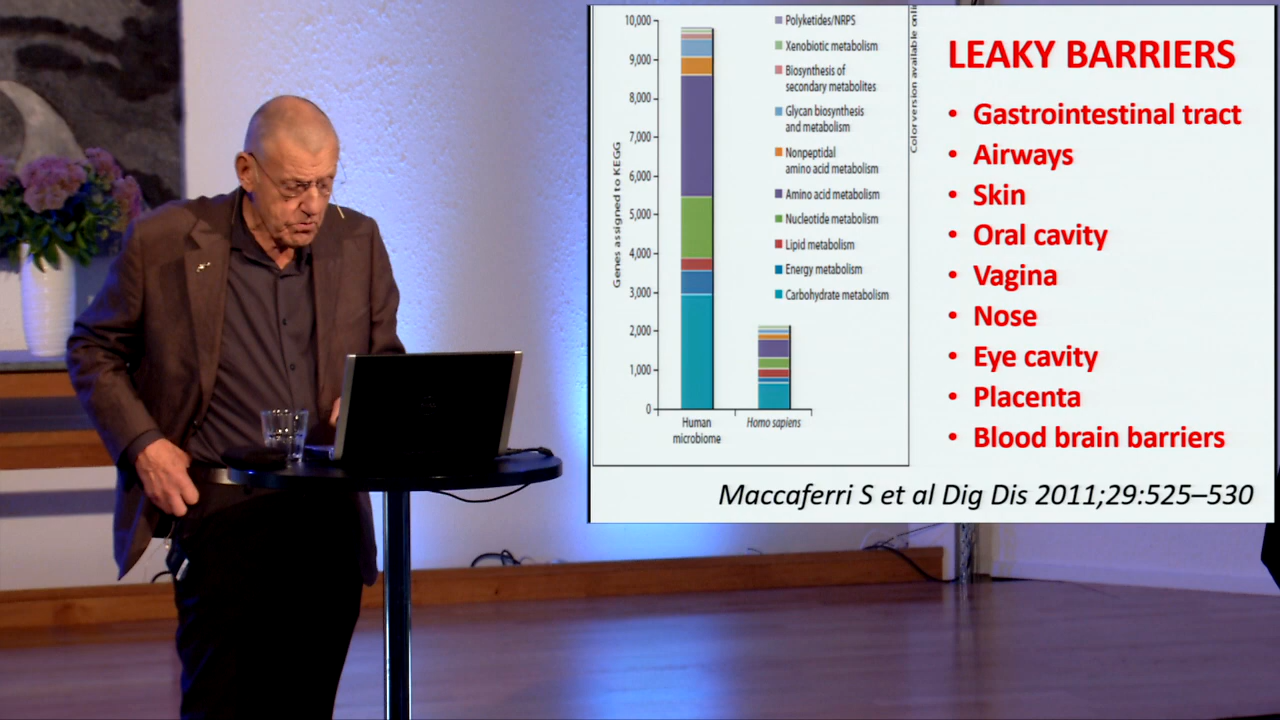 10,000
9,000
8,000
7,000
6,000
5,000
4,000
3,000
2,000
1,000
0
Genes assigned to KEGG
Human
microbiome
Homo sapiens
Polyketides/NRPS
Xenobiotic metabolism
Biosynthesis of
secondary metabolites
Glycan biosynthesis
and metabolism
Nonpeptidal
amino acid metabolism
Amino acid metabolism
Nucleotide metabolism
Lipid metabolism
Energy metabolism
Carbohydrate metabolism
Color version available onli
LEAKY BARRIERS
• Gastrointestinal tract
• Airways
• Skin
• Oral cavity
• Vagina
• Nose
• Eye cavity
• Placenta
• Blood brain barriers
Maccaferri S et al Dig Dis 2011;29:525–530